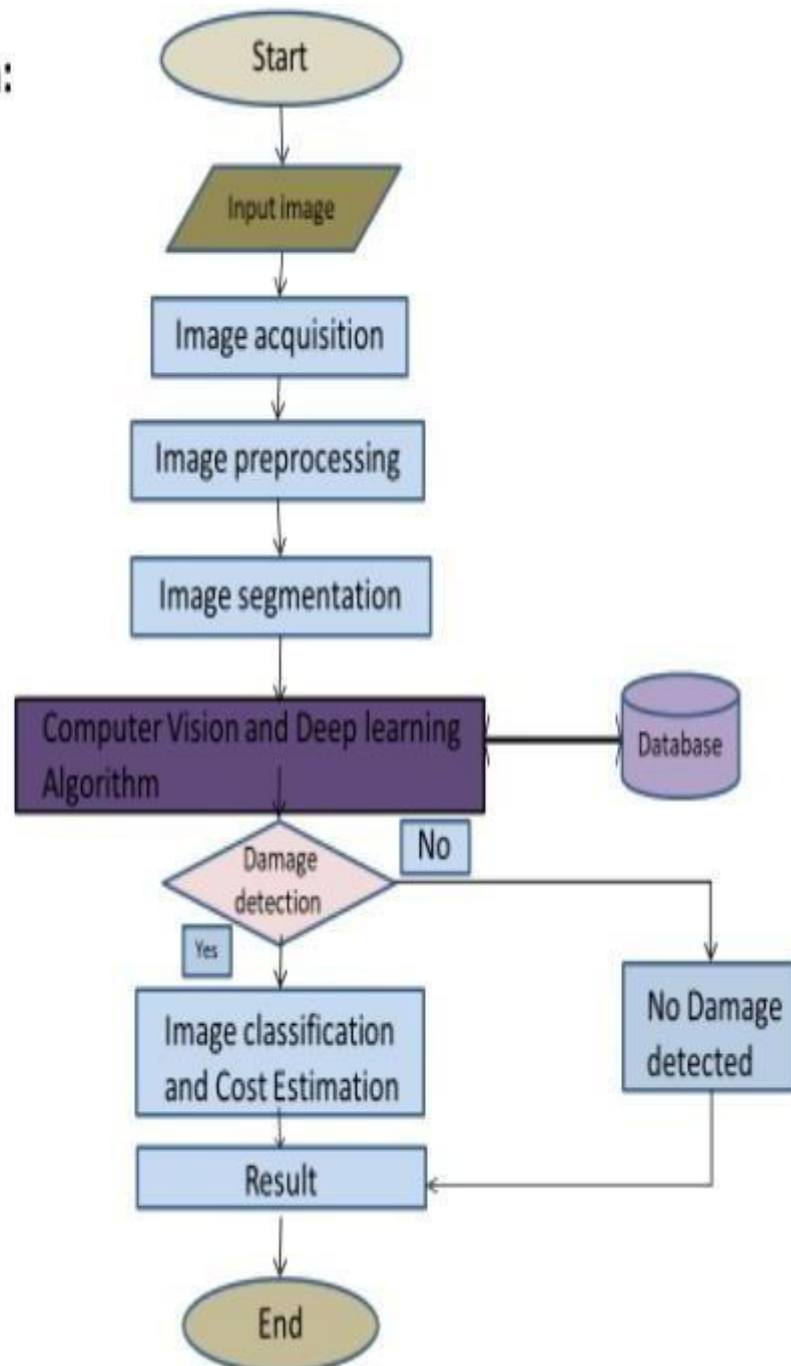 Start
Input image
Image acquisition
Image preprocessing
Image segmentation
Computer Vision and Deep learning
Algorithm
Database
Damage
detection
No
Yes
Image classification
and Cost Estimation
No Damage
detected
Result
End